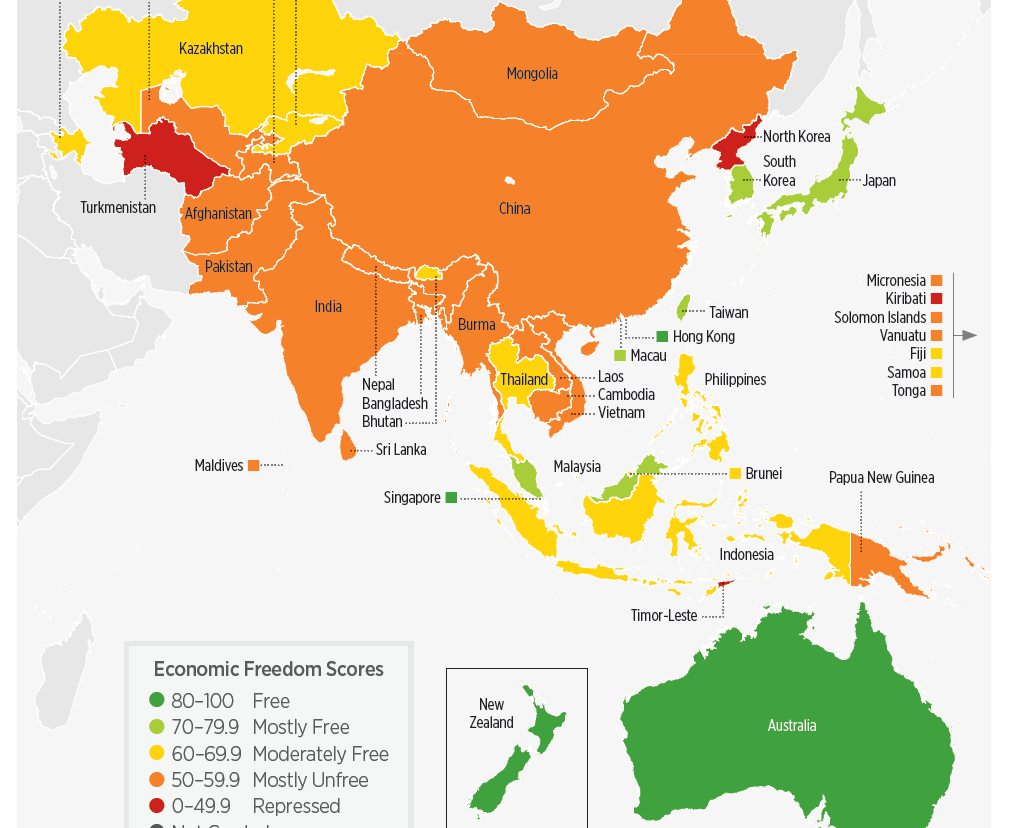 Kazakhstan
Mongolia
North Korea
South
Korea
Japan
Turkmenistan
Afghanistan
China
Pakistan
India
Burma
Taiwan
Hong Kong
Macau
Micronesia
Kiribati
Solomon Islands
Vanuatu
Fiji
Samoa
Tonga
Thailand
Laos
Cambodia
Vietnam
Philippines
Nepal
Bangladesh
Bhutan
Sri Lanka
Maldives
Malaysia
Brunei
Singapore
Papua New Guinea
Indonesia
Timor-Leste
Economic Freedom Scores
80–100 Free
70–79.9 Mostly Free
60–69.9 Moderately Free
50–59.9 Mostly Unfree
0–49.9 Repressed
New
Zealand
Australia